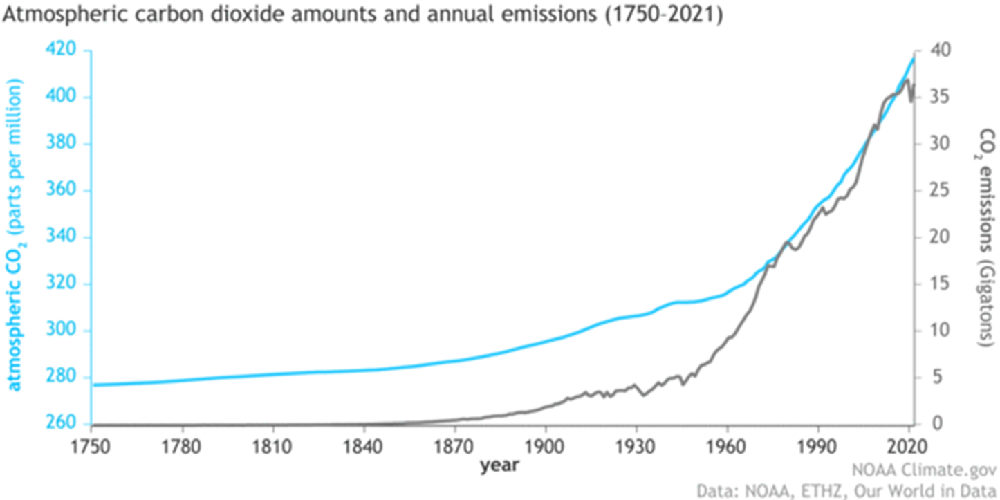 Atmospheric carbon dioxide amounts and annual emissions (1750-2021)
atmospheric CO2 (parts per million)
420
400
380
360
340
320
300
280
260
40
35
30
25
20
15
10
5
0
CO2 emissions (Gigatons)
1750 1780 1810 1840 1870 1900 1930 1960 1990 2020
year
NOAA Climate.gov
Data: NOAA, ETHZ, Our World in Data